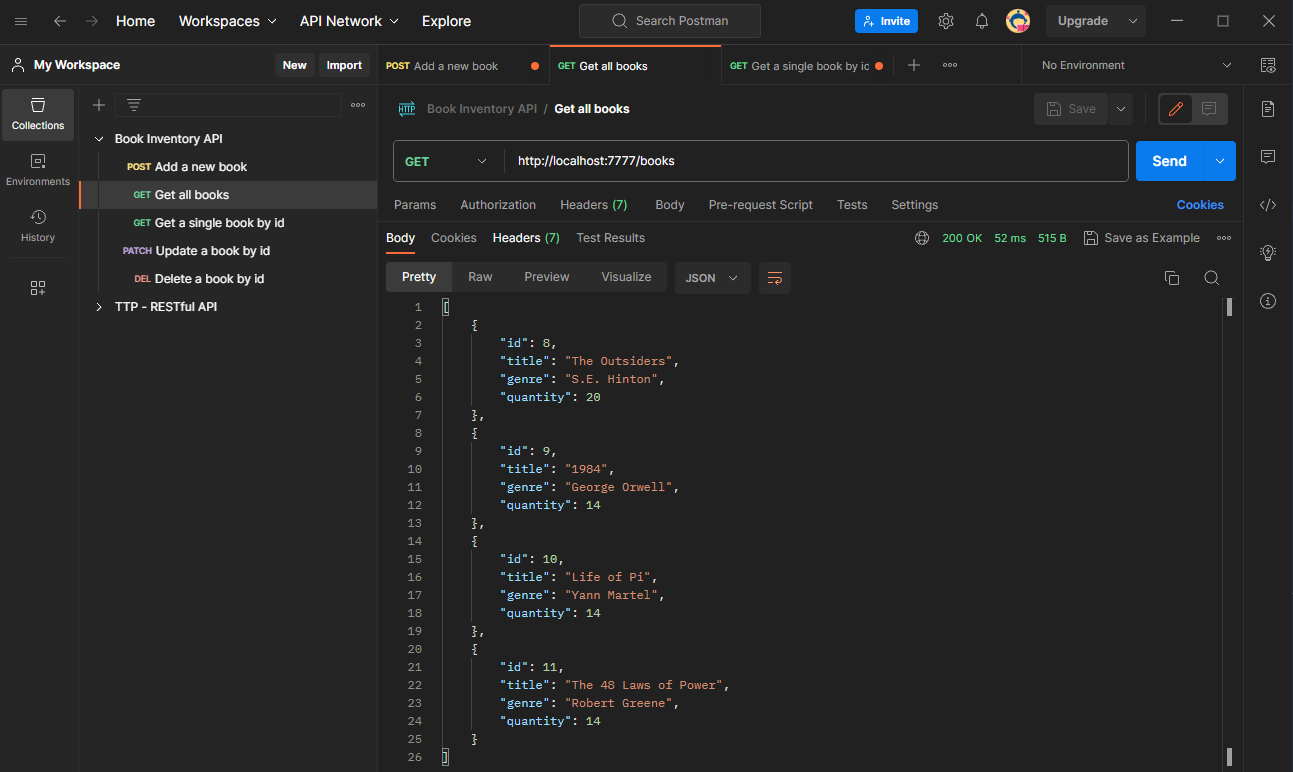 Home Workspaces API Network Explore Search Postman Invite Upgrade
My Workspace New Import POST Add a new book GET Get all books GET Get a single book by id No Environment
Collections
Environments
History
Book Inventory API
POST Add a new book
GET Get all books
GET Get a single book by id
PATCH Update a book by id
DEL Delete a book by id
TTP - RESTful API
HTTP Book Inventory API / Get all books Save
GET http://localhost:7777/books Send
Params Authorization Headers (7) Body Pre-request Script Tests Settings Cookies
Body Cookies Headers (7) Test Results 200 OK 52 ms 515 B Save as Example
Pretty Raw Preview Visualize JSON
1 [
2 {
3 "id": 8,
4 "title": "The Outsiders",
5 "genre": "S.E. Hinton",
6 "quantity": 20
7 },
8 {
9 "id": 9,
10 "title": "1984",
11 "genre": "George Orwell",
12 "quantity": 14
13 },
14 {
15 "id": 10,
16 "title": "Life of Pi",
17 "genre": "Yann Martel",
18 "quantity": 14
19 },
20 {
21 "id": 11,
22 "title": "The 48 Laws of Power",
23 "genre": "Robert Greene",
24 "quantity": 14
25 }
26 ]